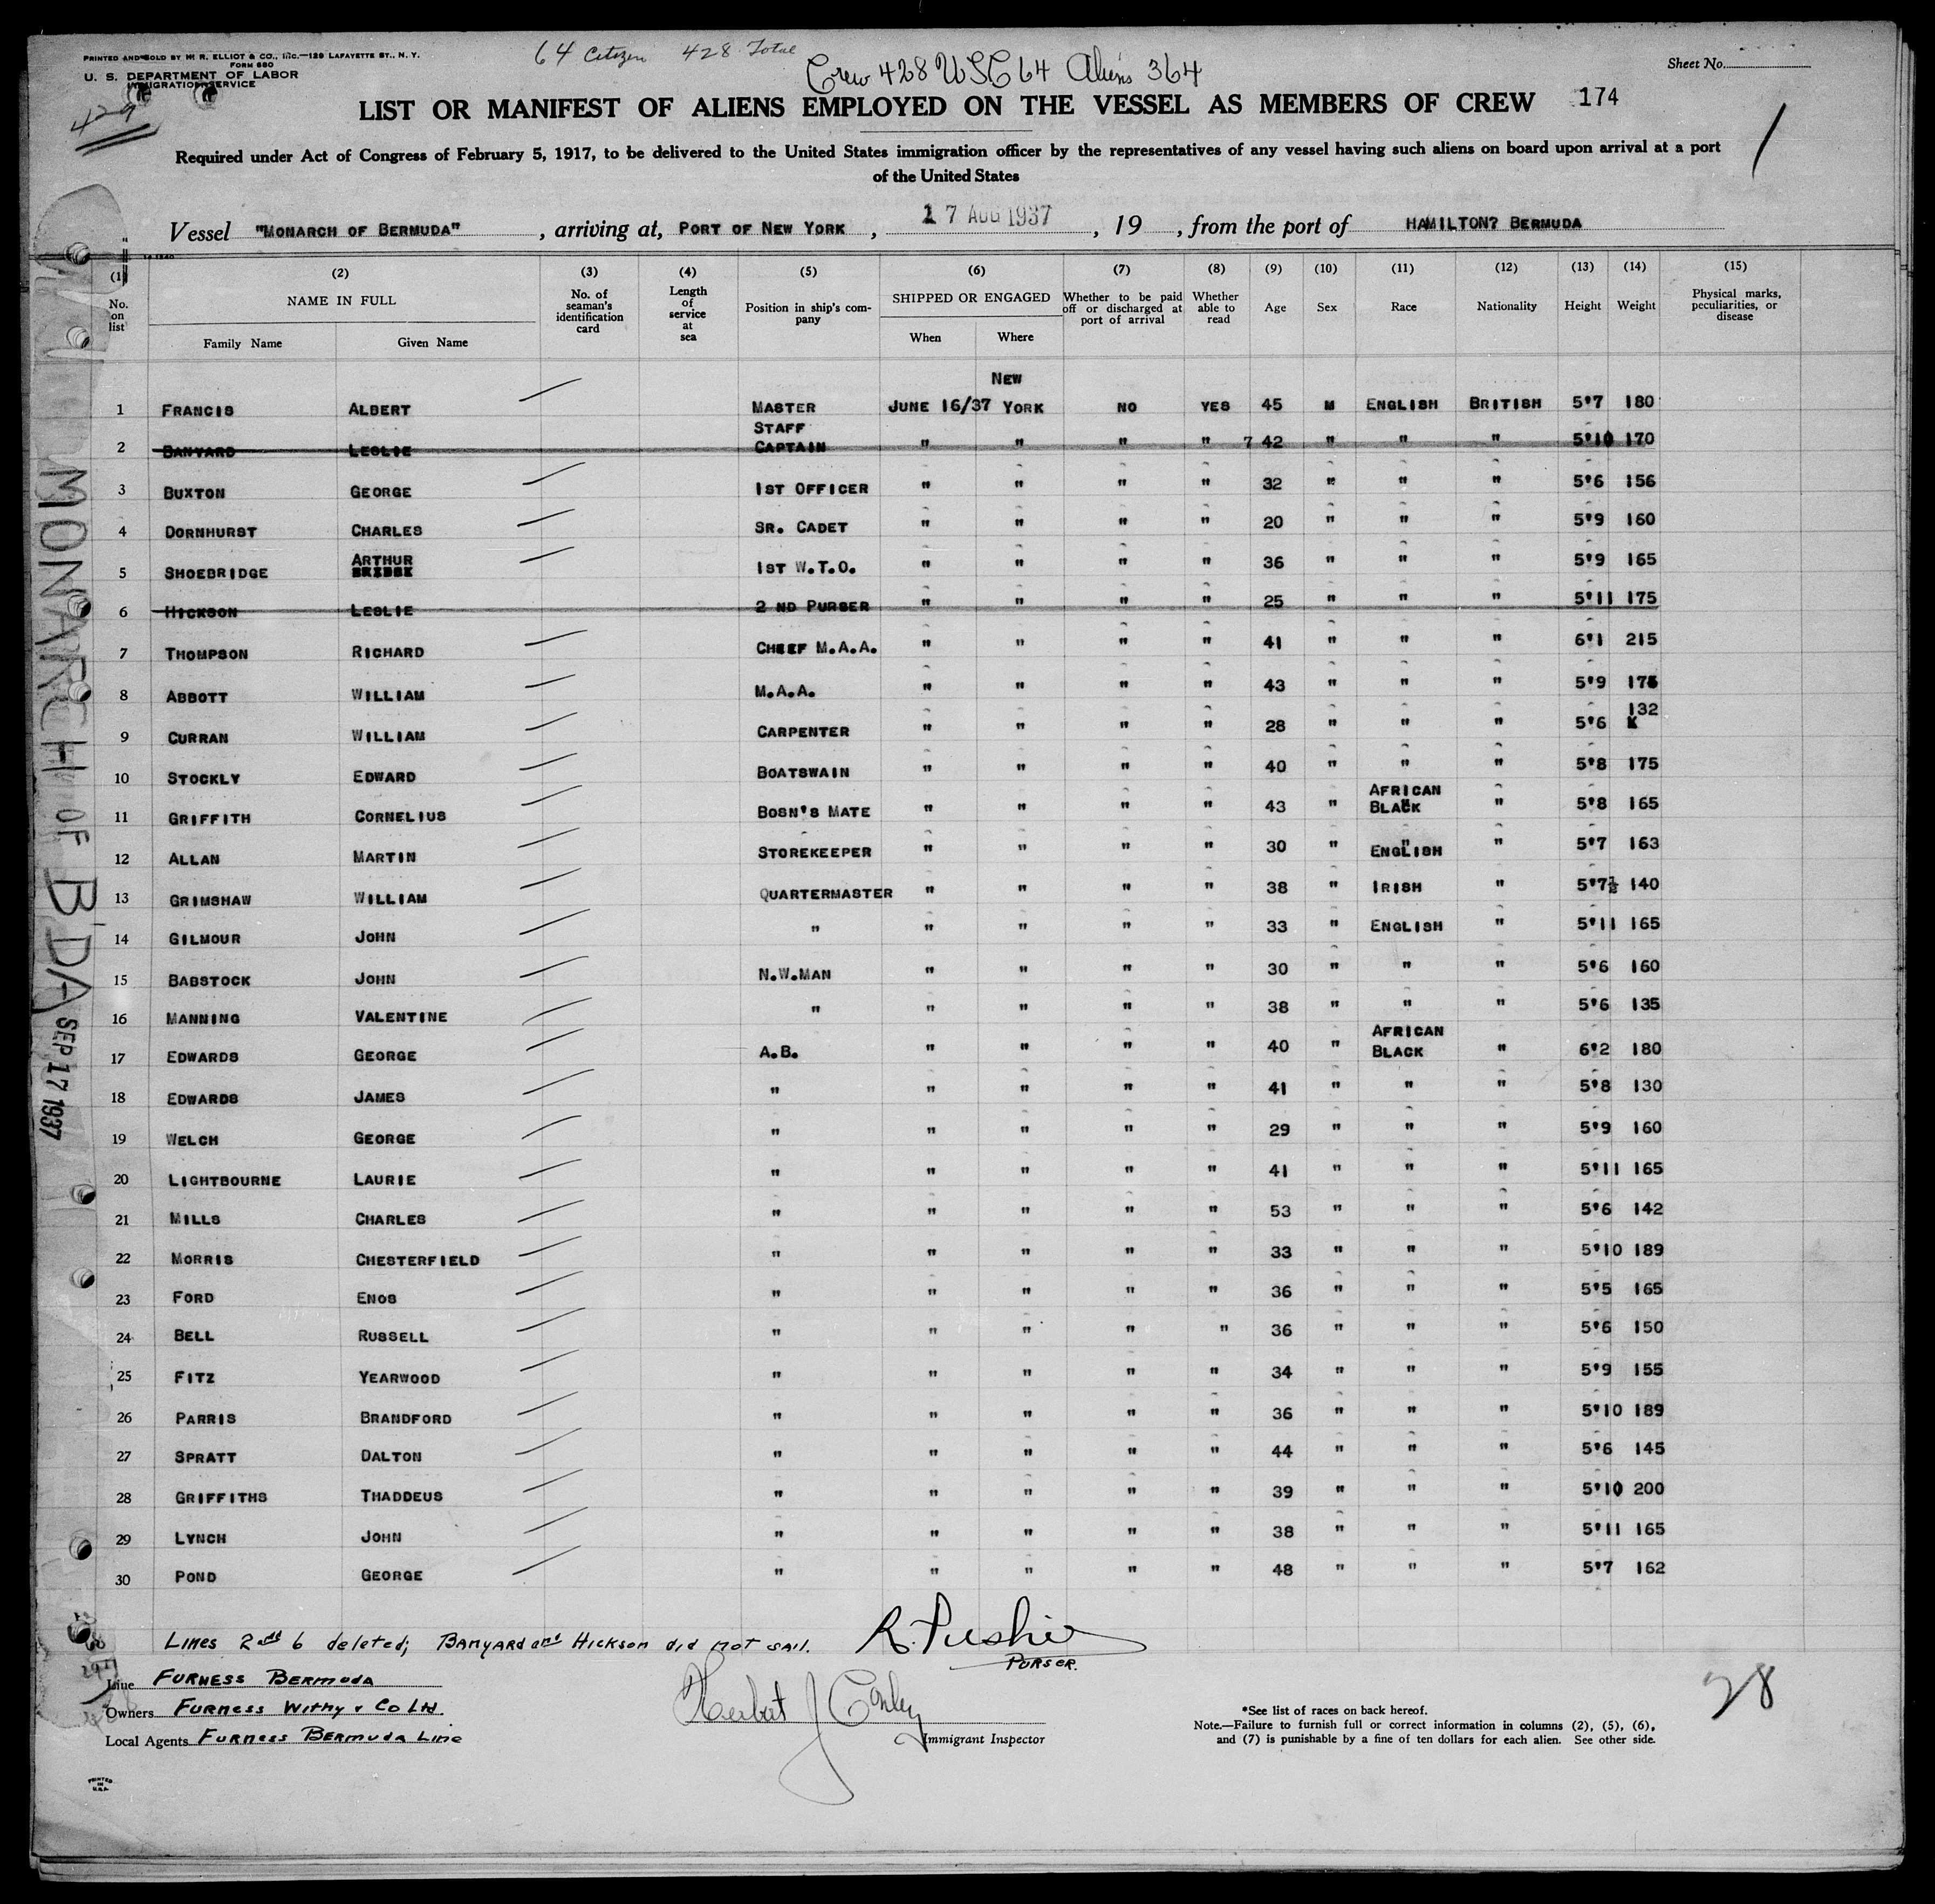 PRINTED AND SOLD BY W. R. ELLIOT & CO., INC.—129 LAFAYETTE ST., N. Y.
FORM 680
U. S. DEPARTMENT OF LABOR
IMMIGRATION SERVICE
64 Citizen 428 Total
Crew 428 USC 64 Aliens 364
Sheet No.
429
LIST OR MANIFEST OF ALIENS EMPLOYED ON THE VESSEL AS MEMBERS OF CREW 174
1
Required under Act of Congress of February 5, 1917, to be delivered to the United States immigration officer by the representatives of any vessel having such aliens on board upon arrival at a port
of the United States
Vessel "MONARCH OF BERMUDA", arriving at, PORT OF NEW YORK, 17 AUG 1937, 19, from the port of HAMILTON? BERMUDA
(1) (2) (3) (4) (5) (6) (7) (8) (9) (10) (11) (12) (13) (14) (15)
No. on list NAME IN FULL Family Name Given Name No. of seaman's identification card Length of service at sea Position in ship's company SHIPPED OR ENGAGED When Where Whether to be paid off or discharged at port of arrival Whether able to read Age Sex Race Nationality Height Weight Physical marks, peculiarities, or disease
1 FRANCIS ALBERT MASTER JUNE 16/37 NEW YORK NO YES 45 M ENGLISH BRITISH 5'7 180
2 BANYARD LESLIE STAFF CAPTAIN " " " " 7 42 " " " 5'10 170
3 BUXTON GEORGE 1ST OFFICER " " " " 32 " " " 5'6 156
4 DORNHURST CHARLES SR. CADET " " " " 20 " " " 5'9 160
5 SHOEBRIDGE ARTHUR 1ST W.T.O. " " " " 36 " " " 5'9 165
6 HICKSON LESLIE 2 ND PURSER " " " " 25 " " " 5'11 175
7 THOMPSON RICHARD CHEEF M.A.A. " " " " 41 " " " 6'1 215
8 ABBOTT WILLIAM M.A.A. " " " " 43 " " " 5'9 175
9 CURRAN WILLIAM CARPENTER " " " " 28 " " " 5'6 132
10 STOCKLY EDWARD BOATSWAIN " " " " 40 " " " 5'8 175
11 GRIFFITH CORNELIUS BOSN'S MATE " " " " 43 " AFRICAN BLACK " 5'8 165
12 ALLAN MARTIN STOREKEEPER " " " " 30 " ENGLISH " 5'7 163
13 GRIMSHAW WILLIAM QUARTERMASTER " " " " 38 " IRISH " 5'7½ 140
14 GILMOUR JOHN " " " " " 33 " ENGLISH " 5'11 165
15 BABSTOCK JOHN N.W.MAN " " " " 30 " " " 5'6 160
16 MANNING VALENTINE " " " " " 38 " " " 5'6 135
17 EDWARDS GEORGE A.B. " " " " 40 " AFRICAN BLACK " 6'2 180
18 EDWARDS JAMES " " " " " 41 " " " 5'8 130
19 WELCH GEORGE " " " " " 29 " " " 5'9 160
20 LIGHTBOURNE LAURIE " " " " " 41 " " " 5'11 165
21 MILLS CHARLES " " " " " 53 " " " 5'6 142
22 MORRIS CHESTERFIELD " " " " " 33 " " " 5'10 189
23 FORD ENOS " " " " " 36 " " " 5'5 165
24 BELL RUSSELL " " " " " 36 " " " 5'6 150
25 FITZ YEARWOOD " " " " " 34 " " " 5'9 155
26 PARRIS BRANDFORD " " " " " 36 " " " 5'10 189
27 SPRATT DALTON " " " " " 44 " " " 5'6 145
28 GRIFFITHS THADDEUS " " " " " 39 " " " 5'10 200
29 LYNCH JOHN " " " " " 38 " " " 5'11 165
30 POND GEORGE " " " " " 48 " " " 5'7 162
MONARCH OF B'DA SEP 17 1937
Lines 2 and 6 deleted; Banyard and Hickson did not sail.
PURSER.
Line Furness Bermuda
Owners Furness Withy & Co Ltd.
Local Agents Furness Bermuda Line
Herbert J Conley
Immigrant Inspector
*See list of races on back hereof.
Note.—Failure to furnish full or correct information in columns (2), (5), (6),
and (7) is punishable by a fine of ten dollars for each alien. See other side.
28
PRINTED IN U.S.A.